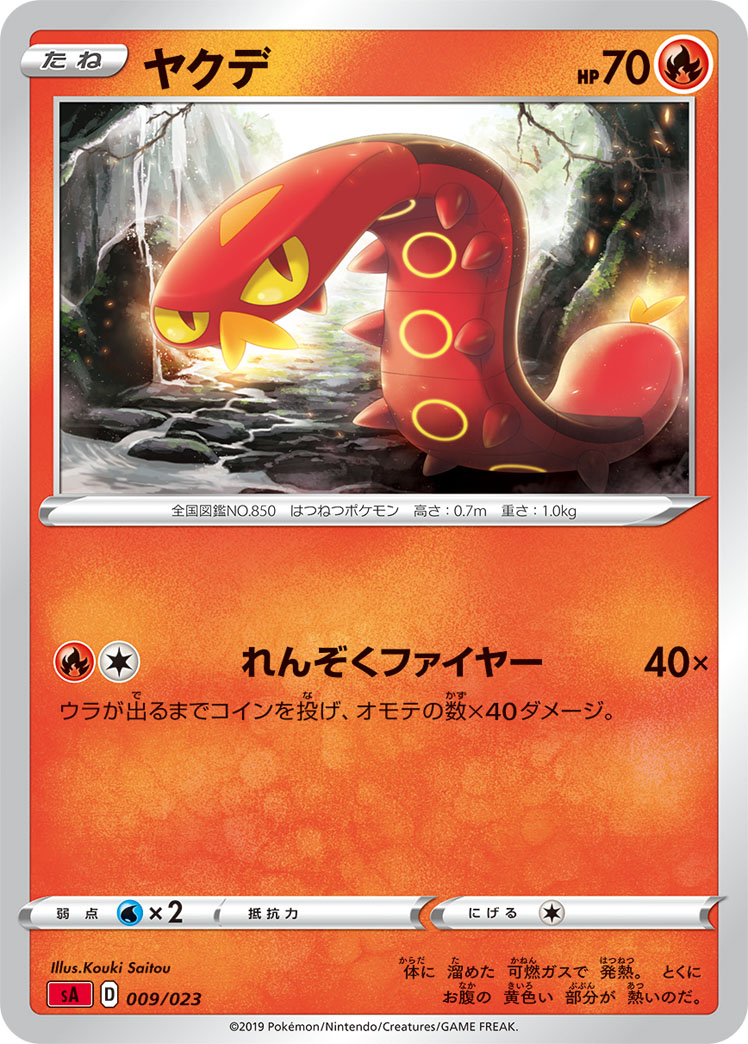 たね ヤクデ HP70
全国図鑑NO.850 はつねつポケモン 高さ:0.7m 重さ:1.0kg
れんぞくファイヤー 40×
ウラが出るまでコインを投げ、オモテの数×40ダメージ。
弱点 ×2 抵抗力 にげる
Illus.Kouki Saitou
体に 溜めた 可燃ガスで 発熱。 とくに
お腹の 黄色い 部分が 熱いのだ。
sA D 009/023
©2019 Pokémon/Nintendo/Creatures/GAME FREAK.